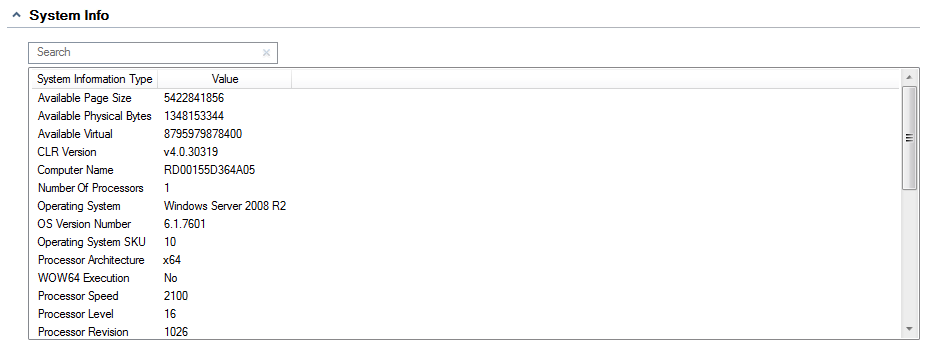 System Info
Search
System Information Type Value
Available Page Size 5422841856
Available Physical Bytes 1348153344
Available Virtual 8795979878400
CLR Version v4.0.30319
Computer Name RD00155D364A05
Number Of Processors 1
Operating System Windows Server 2008 R2
OS Version Number 6.1.7601
Operating System SKU 10
Processor Architecture x64
WOW64 Execution No
Processor Speed 2100
Processor Level 16
Processor Revision 1026